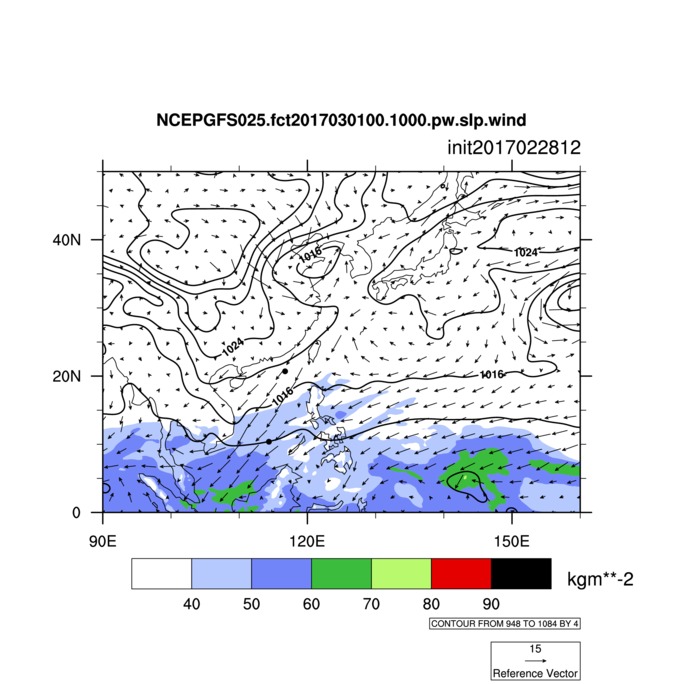 NCEPGFS025.fct2017030100.1000.pw.slp.wind
init2017022812
40N
20N
0
1016
1024
1024
1016
1016
90E
120E
150E
40
50
60
70
80
90
kgm**-2
CONTOUR FROM 948 TO 1084 BY 4
15
Reference Vector